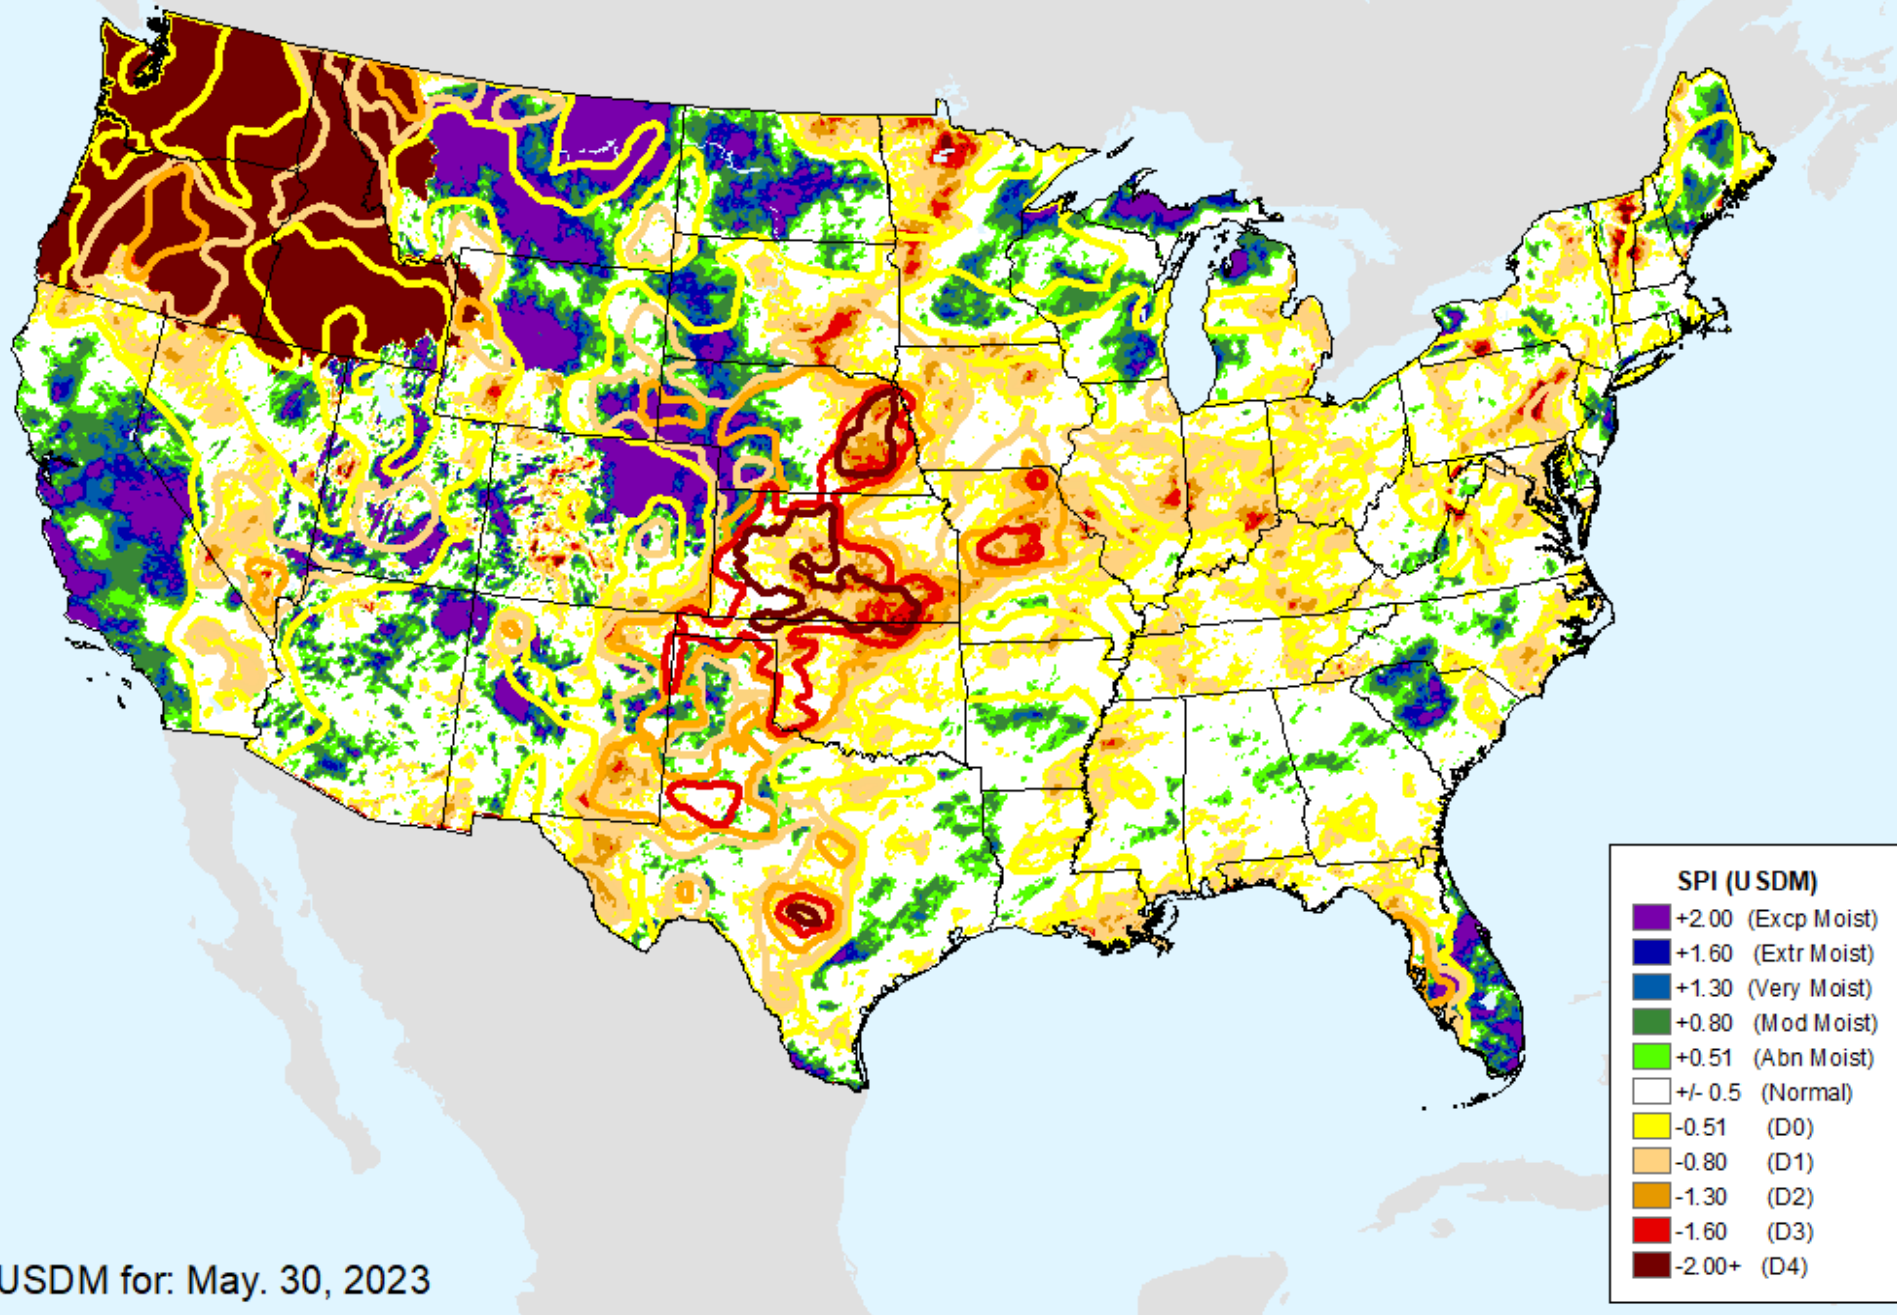 SPI (USDM)
+2.00 (Excp Moist)
+1.60 (Extr Moist)
+1.30 (Very Moist)
+0.80 (Mod Moist)
+0.51 (Abn Moist)
+/- 0.5 (Normal)
-0.51 (D0)
-0.80 (D1)
-1.30 (D2)
-1.60 (D3)
-2.00+ (D4)
USDM for: May. 30, 2023